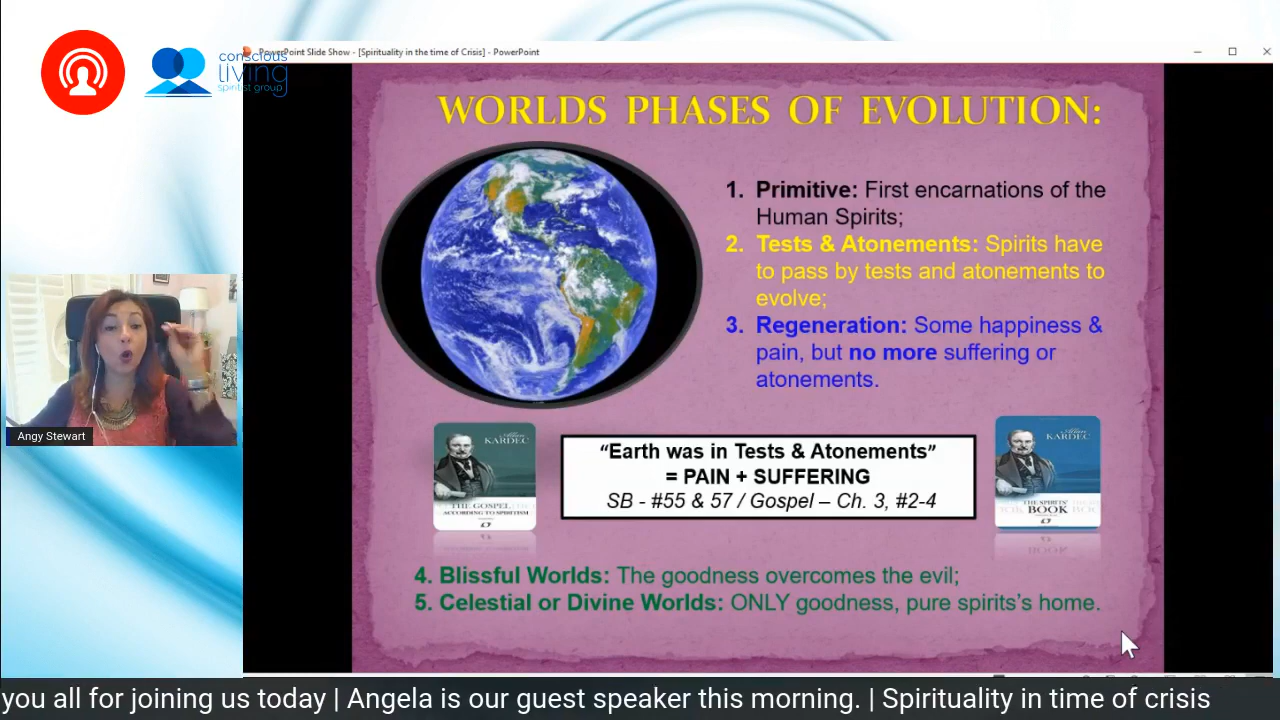 PowerPoint Slide Show - [Spirituality in the time of Crisis] - PowerPoint
conscious
living
spiritist group
WORLDS PHASES OF EVOLUTION:
1. Primitive: First encarnations of the
Human Spirits;
2. Tests & Atonements: Spirits have
to pass by tests and atonements to
evolve;
3. Regeneration: Some happiness &
pain, but no more suffering or
atonements.
Angy Stewart
Allan
KARDEC
THE GOSPEL
ACCORDING TO SPIRITISM
"Earth was in Tests & Atonements"
= PAIN + SUFFERING
SB - #55 & 57 / Gospel – Ch. 3, #2-4
Allan
KARDEC
THE SPIRITS'
BOOK
4. Blissful Worlds: The goodness overcomes the evil;
5. Celestial or Divine Worlds: ONLY goodness, pure spirits's home.
you all for joining us today | Angela is our guest speaker this morning. | Spirituality in time of crisis